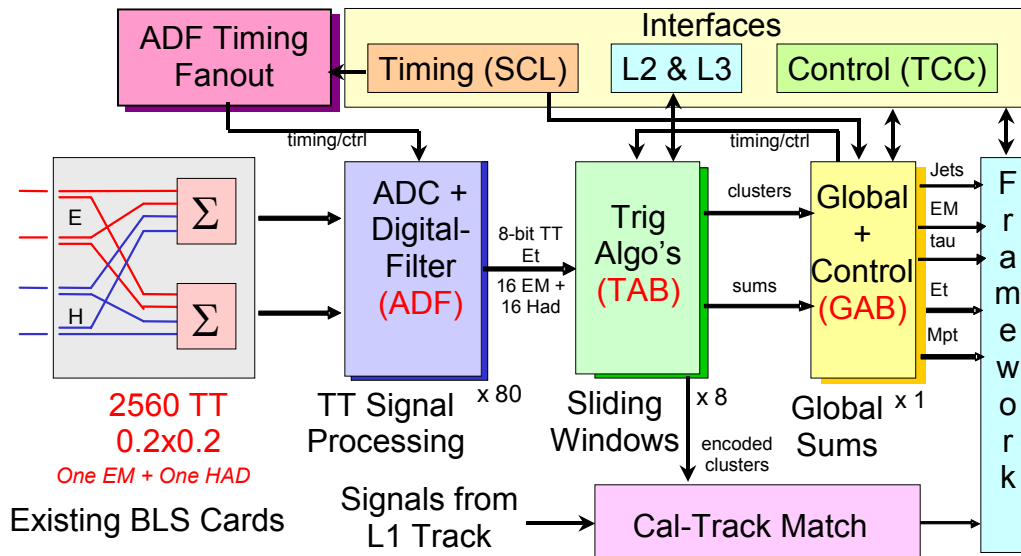 Interfaces
ADF Timing
Fanout
Timing (SCL)
L2 & L3
Control (TCC)
timing/ctrl
timing/ctrl
E
H
Σ
Σ
ADC +
Digital-
Filter
(ADF)
8-bit TT
Et
16 EM +
16 Had
Trig
Algo's
(TAB)
clusters
sums
Global
+
Control
(GAB)
Jets
EM
tau
Et
Mpt
Framework
2560 TT
0.2x0.2
One EM + One HAD
Existing BLS Cards
x 80
TT Signal
Processing
x 8
Sliding
Windows
x 1
Global
Sums
encoded
clusters
Signals from
L1 Track
Cal-Track Match